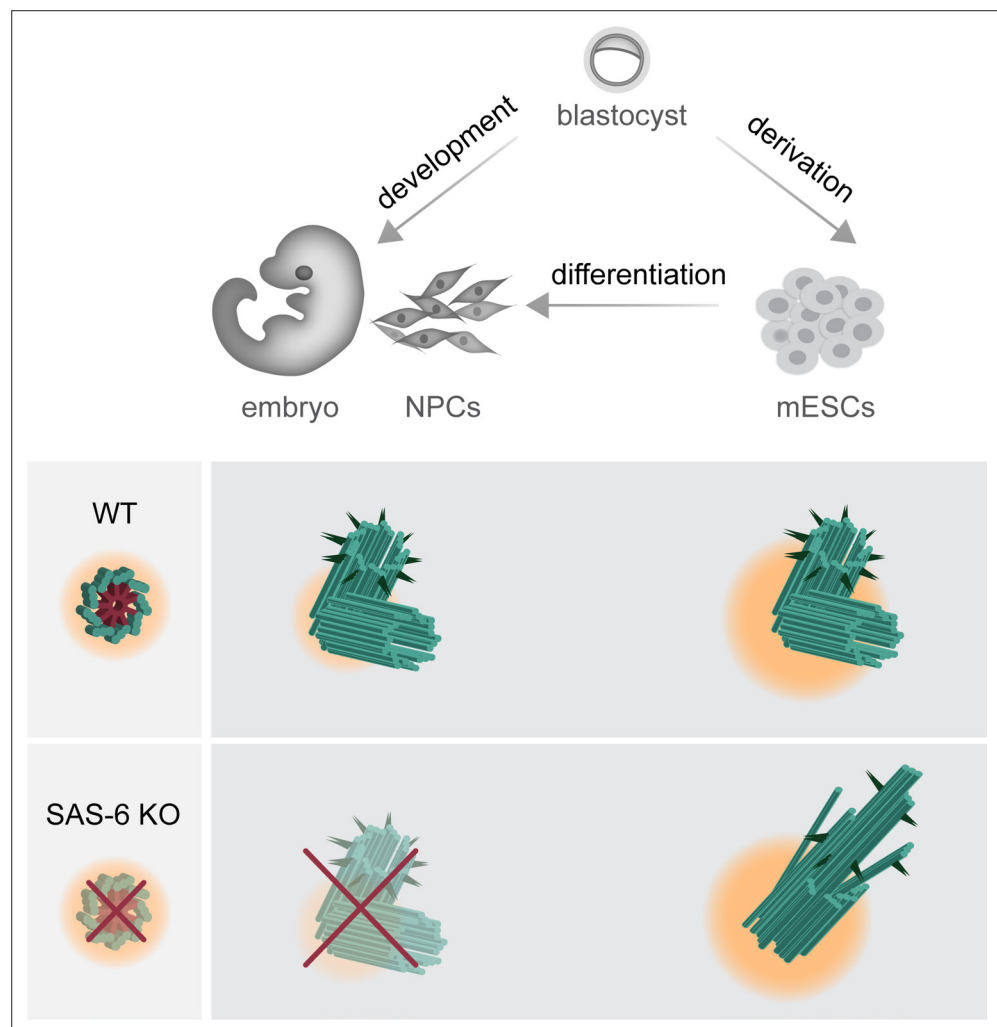 blastocyst
development
derivation
differentiation
embryo
NPCs
mESCs
WT
SAS-6 KO